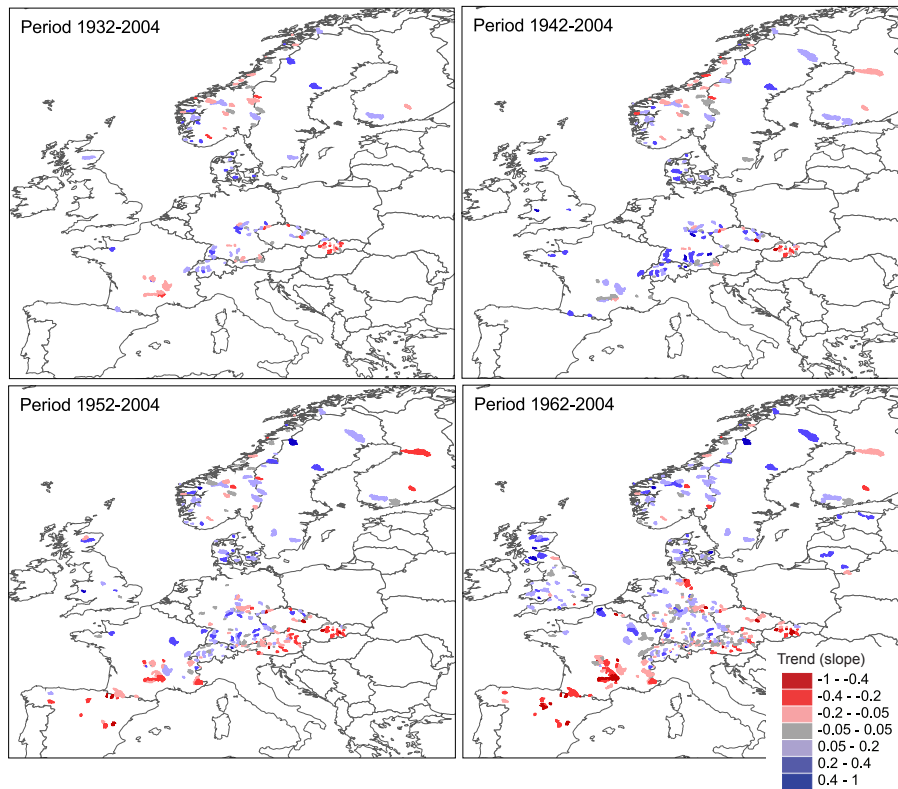 Period 1932-2004
Period 1942-2004
Period 1952-2004
Period 1962-2004
Trend (slope)
-1 - -0.4
-0.4 - -0.2
-0.2 - -0.05
-0.05 - 0.05
0.05 - 0.2
0.2 - 0.4
0.4 - 1